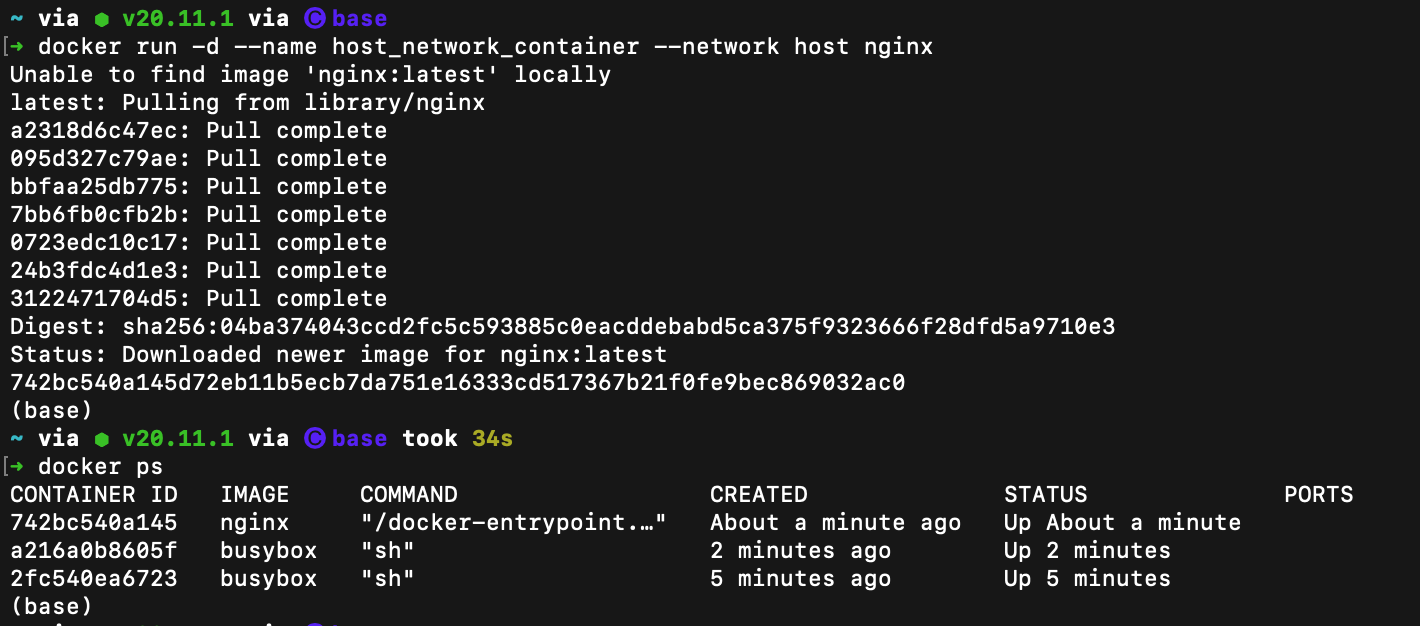 ~ via ⬢ v20.11.1 via 🅒 base
[➜ docker run -d --name host_network_container --network host nginx
Unable to find image 'nginx:latest' locally
latest: Pulling from library/nginx
a2318d6c47ec: Pull complete
095d327c79ae: Pull complete
bbfaa25db775: Pull complete
7bb6fb0cfb2b: Pull complete
0723edc10c17: Pull complete
24b3fdc4d1e3: Pull complete
3122471704d5: Pull complete
Digest: sha256:04ba374043ccd2fc5c593885c0eacddebabd5ca375f9323666f28dfd5a9710e3
Status: Downloaded newer image for nginx:latest
742bc540a145d72eb11b5ecb7da751e16333cd517367b21f0fe9bec869032ac0
(base)
~ via ⬢ v20.11.1 via 🅒 base took 34s
[➜ docker ps
CONTAINER ID   IMAGE     COMMAND                  CREATED              STATUS              PORTS
742bc540a145   nginx     "/docker-entrypoint.…"   About a minute ago   Up About a minute
a216a0b8605f   busybox   "sh"                     2 minutes ago        Up 2 minutes
2fc540ea6723   busybox   "sh"                     5 minutes ago        Up 5 minutes
(base)